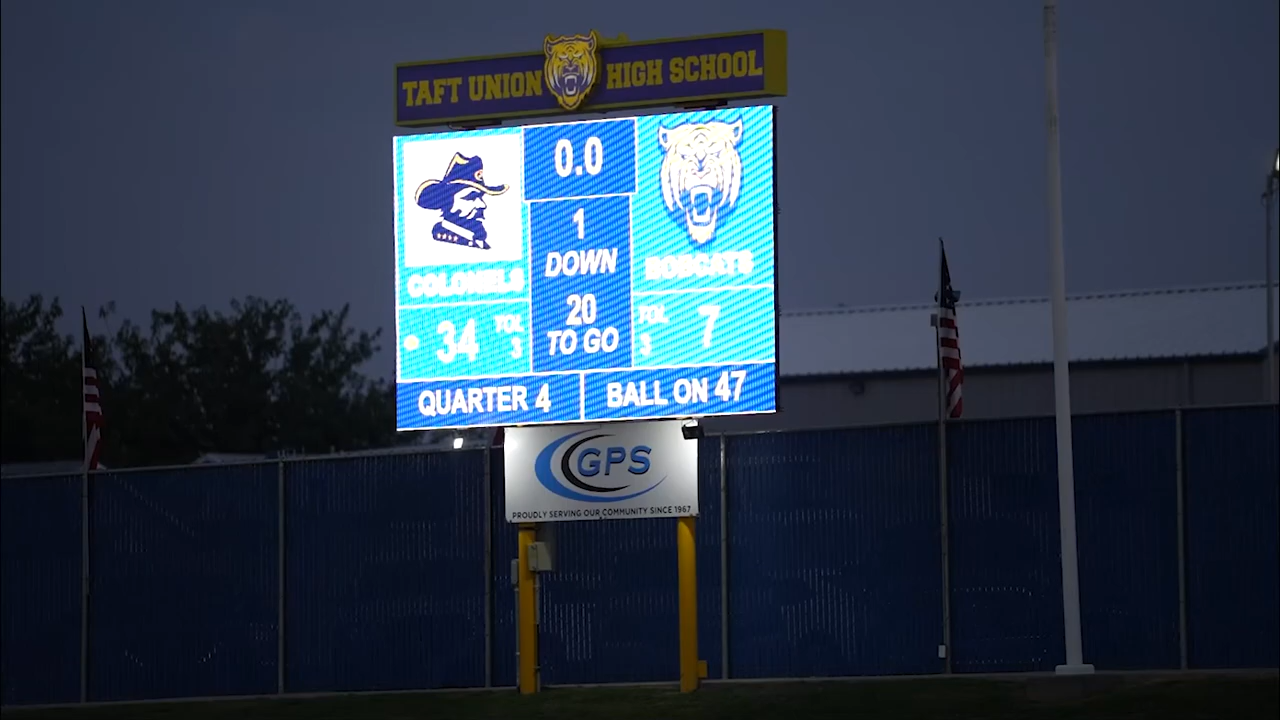 TAFT UNION HIGH SCHOOL
0.0
1
DOWN
20
TO GO
COLONELS
34
TOL
3
BOBCATS
TOL
3
7
QUARTER 4
BALL ON 47
GPS
PROUDLY SERVING OUR COMMUNITY SINCE 1967